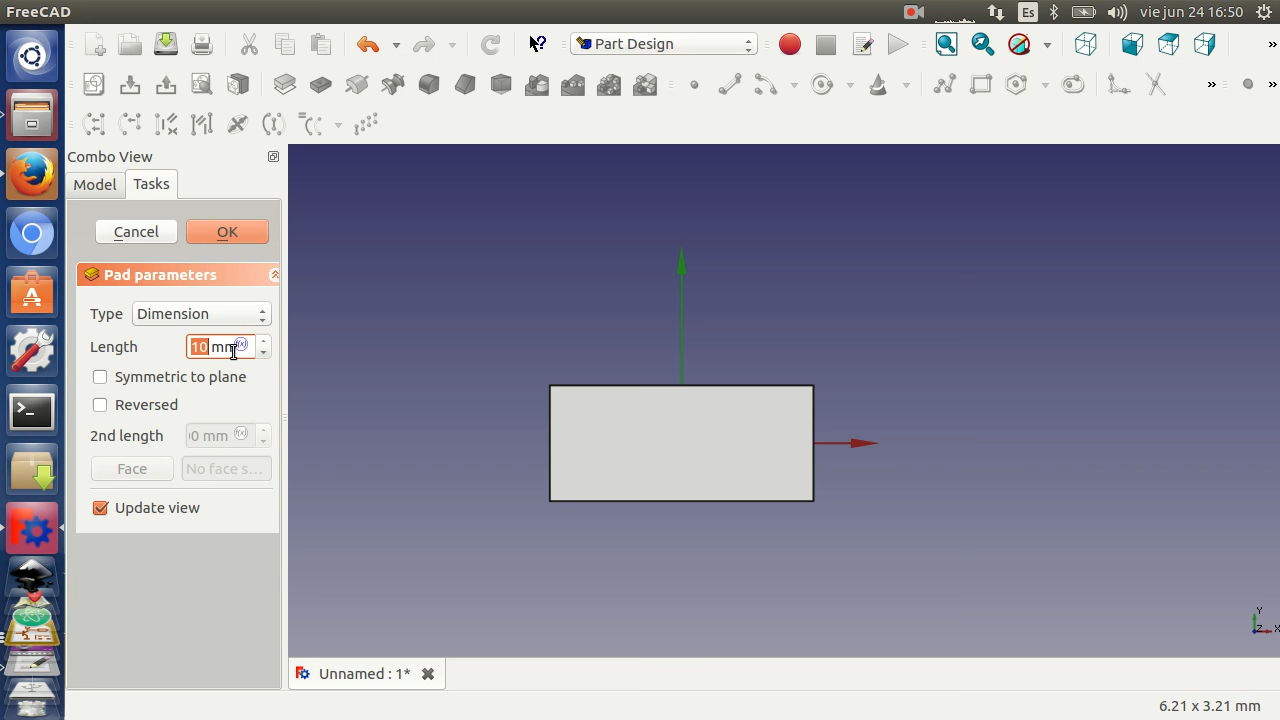 FreeCAD
Es
vie jun 24 16:50
Part Design
»
»
»
Combo View
Model
Tasks
Cancel
OK
Pad parameters
Type
Dimension
Length
10 mm
Symmetric to plane
Reversed
2nd length
0 mm
Face
No face s...
Update view
Y
Z
X
Unnamed : 1*
6.21 x 3.21 mm